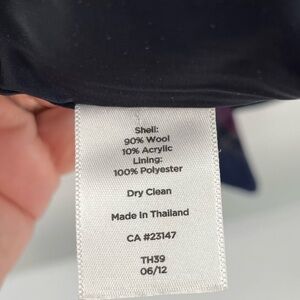 Shell:
90% Wool
10% Acrylic
Lining:
100% Polyester
Dry Clean
Made In Thailand
CA #23147
TH39
06/12